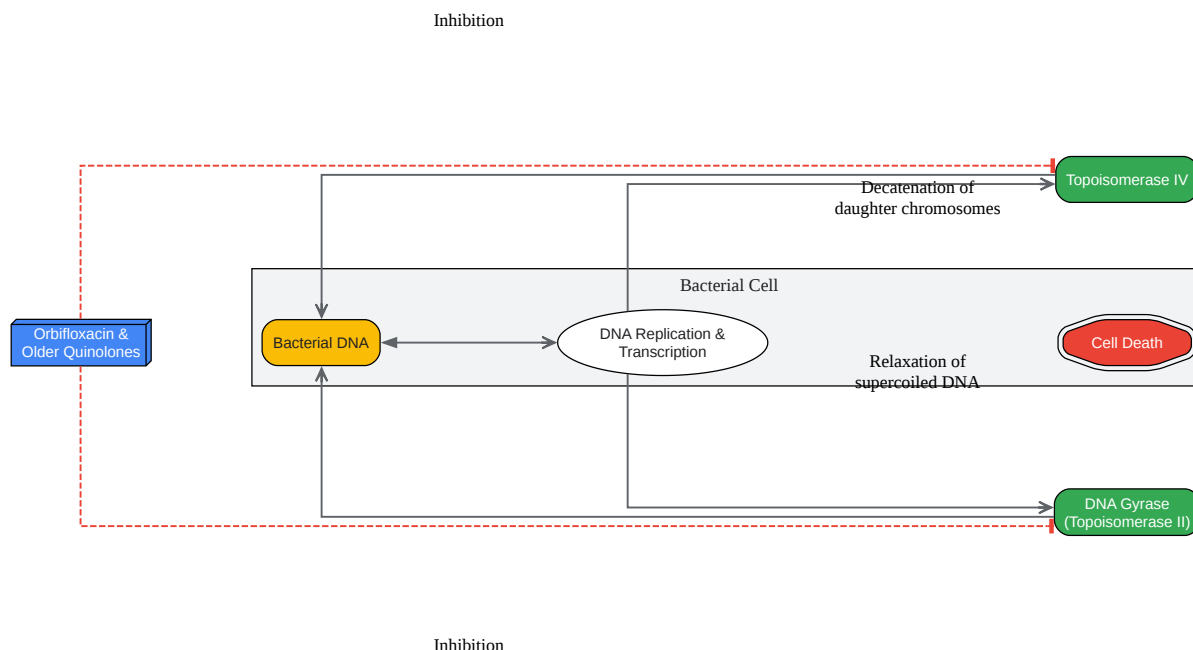 Inhibition
Topoisomerase IV
Decatenation of
daughter chromosomes
Bacterial Cell
Orbifloxacin &
Older Quinolones
Bacterial DNA
DNA Replication &
Transcription
Cell Death
Relaxation of
supercoiled DNA
DNA Gyrase
(Topoisomerase II)
Inhibition